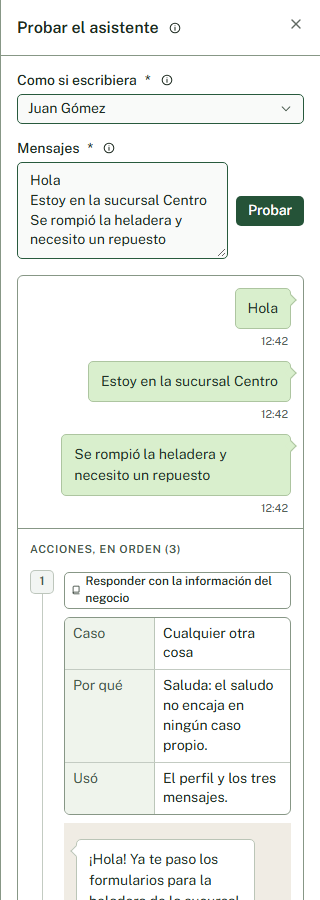 Probar el asistente
Como si escribiera *
Juan Gómez
Mensajes *
Hola
Estoy en la sucursal Centro
Se rompió la heladera y
necesito un repuesto
Probar
Hola
12:42
Estoy en la sucursal Centro
12:42
Se rompió la heladera y
necesito un repuesto
12:42
ACCIONES, EN ORDEN (3)
1
Responder con la información del
negocio
Caso
Cualquier otra
cosa
Por qué
Saluda: el saludo
no encaja en
ningún caso
propio.
Usó
El perfil y los tres
mensajes.
¡Hola! Ya te paso los
formularios para la
heladera de la sucursal